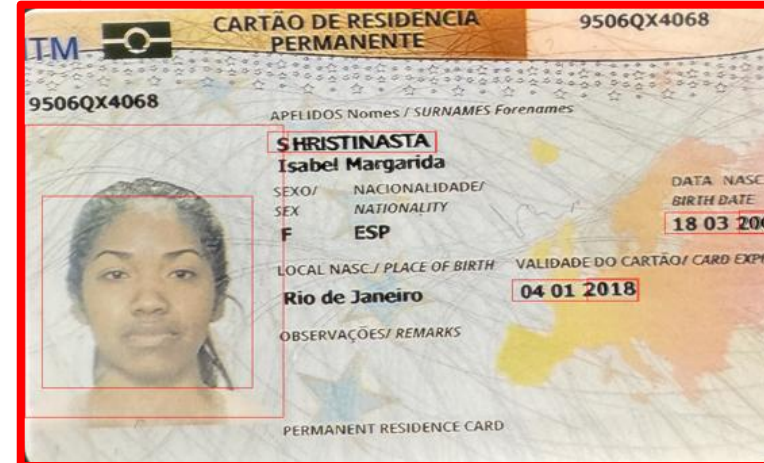 CARTÃO DE RESIDÊNCIA
PERMANENTE
9506QX4068
9506QX4068
APELIDOS Nomes / SURNAMES Forenames
SHRISTINASTA
Isabel Margarida
SEXO/ NACIONALIDADE/
SEX NATIONALITY
F ESP
DATA NASC
BIRTH DATE
18 03
LOCAL NASC./ PLACE OF BIRTH
VALIDADE DO CARTÃO/ CARD
Rio de Janeiro
04 01 2018
OBSERVAÇÕES/ REMARKS
PERMANENT RESIDENCE CARD